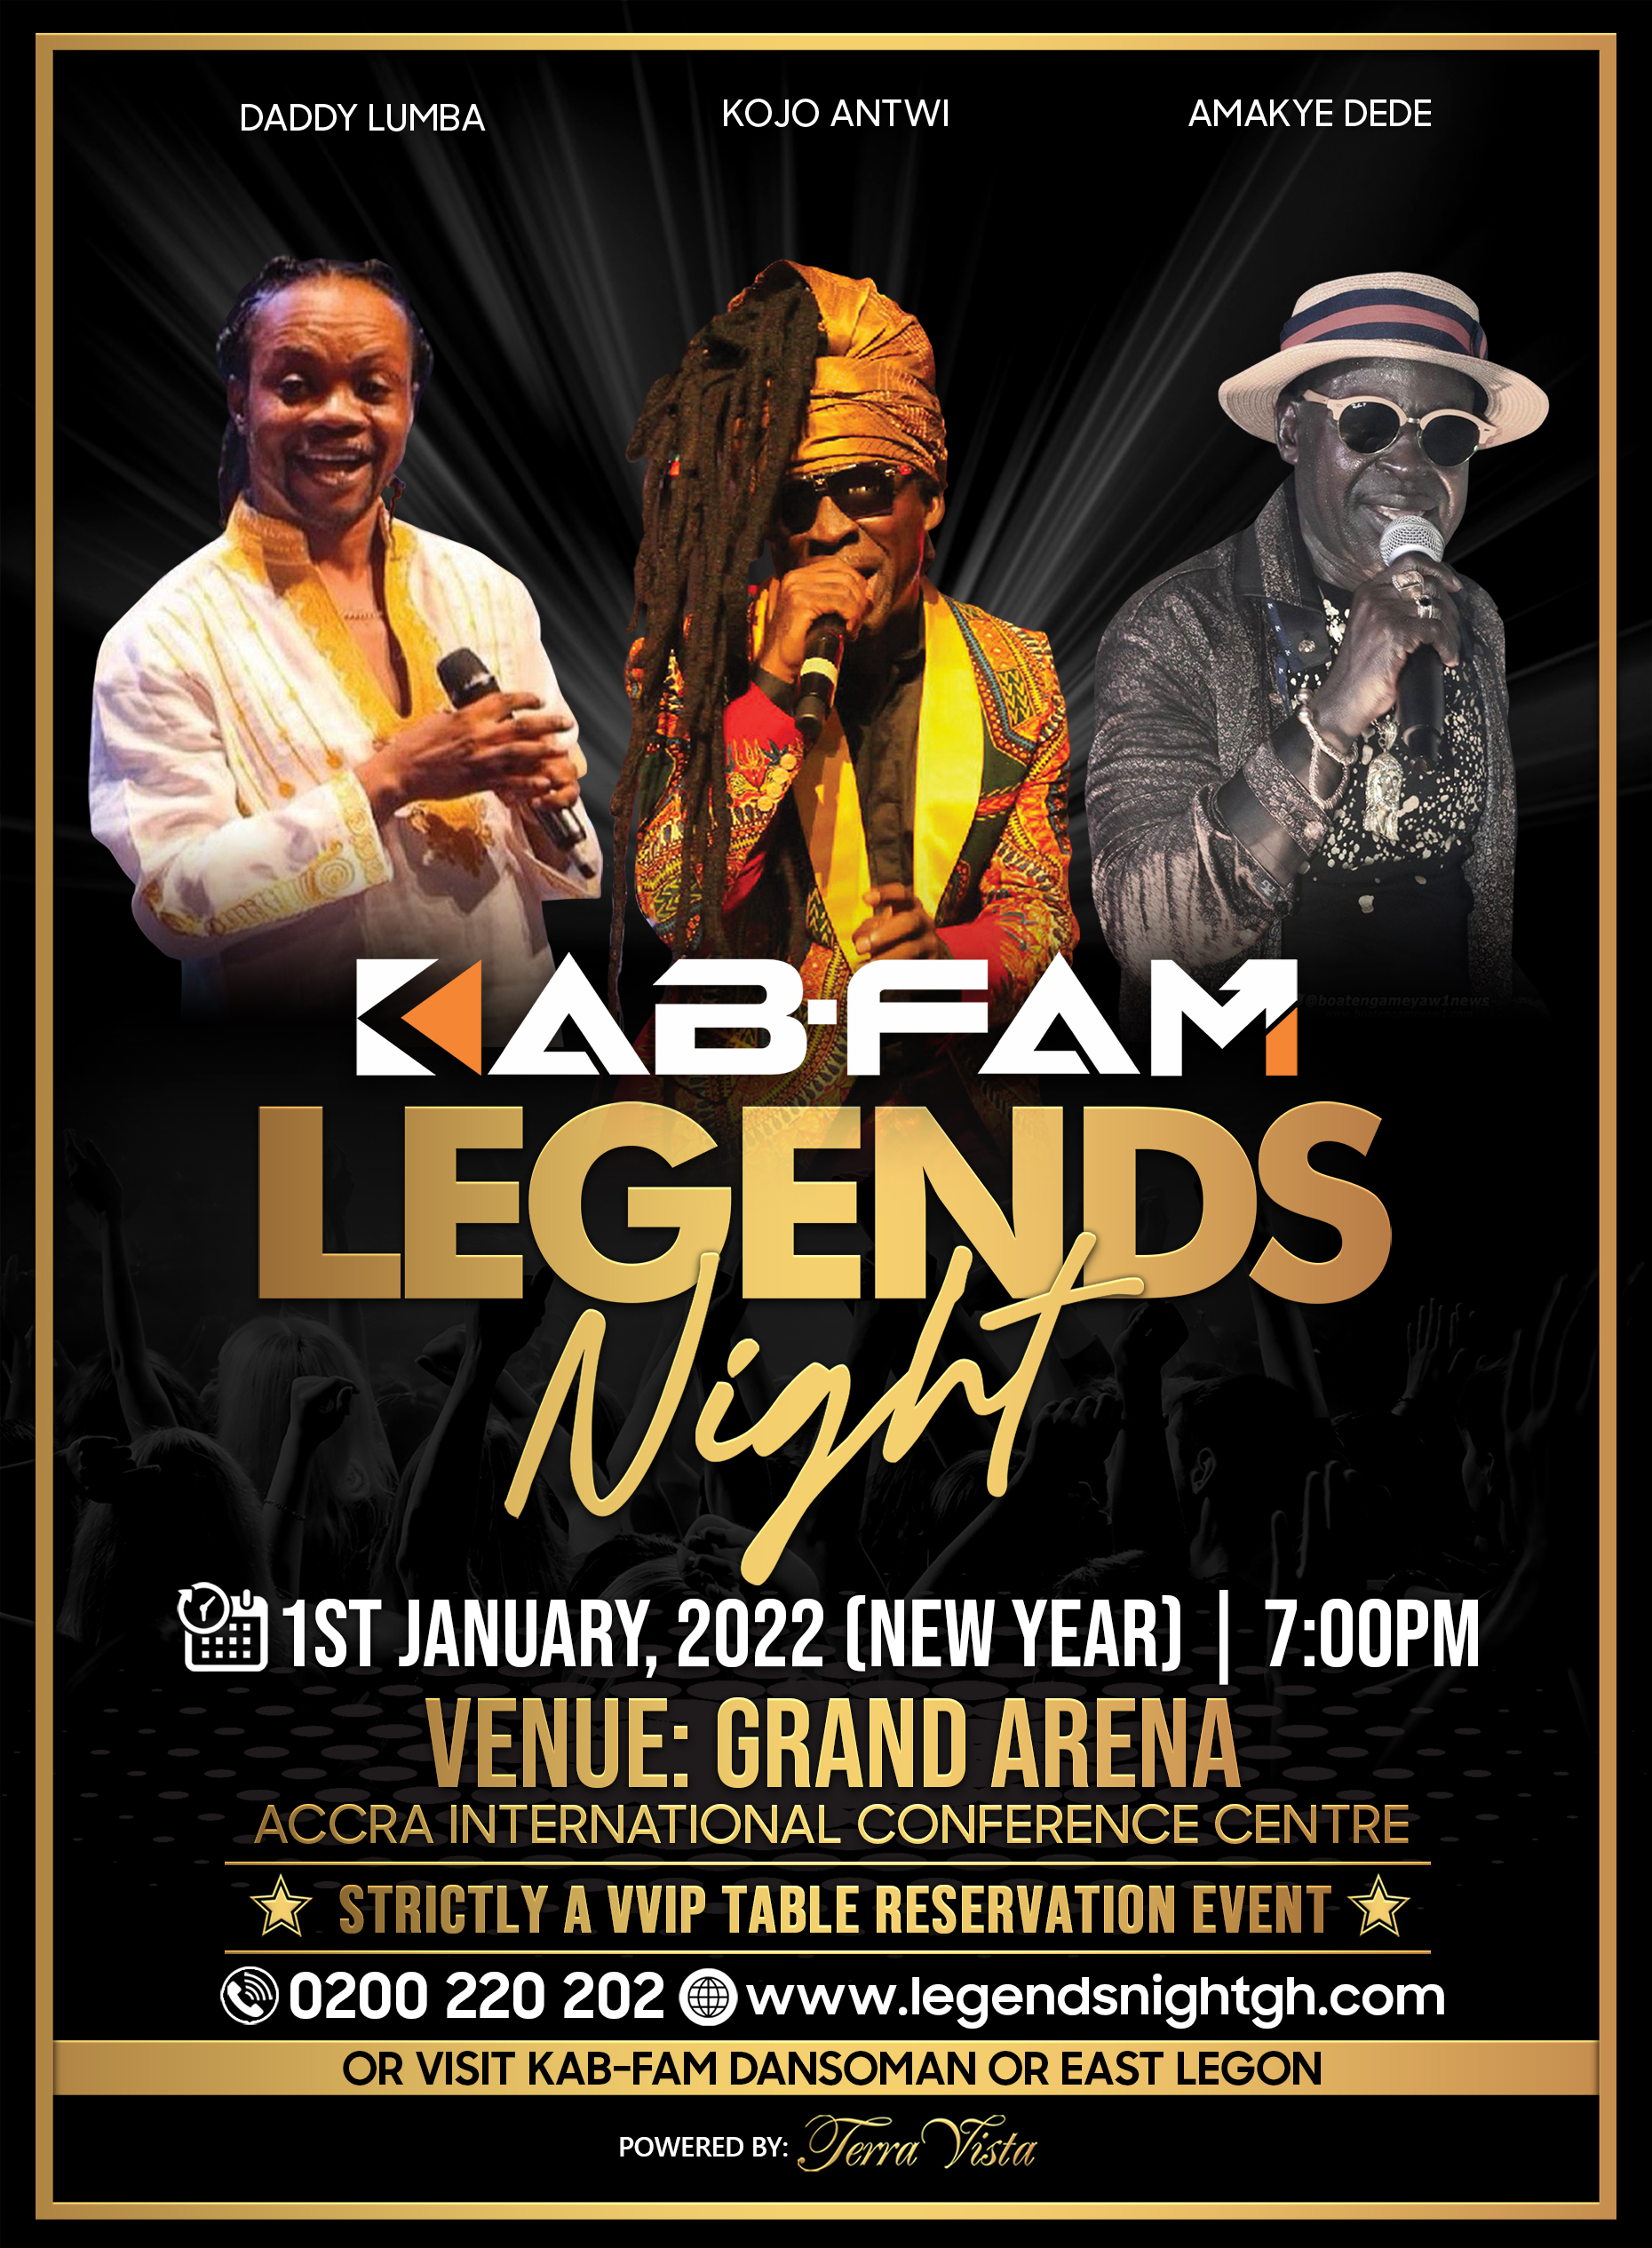 DADDY LUMBA KOJO ANTWI AMAKYE DEDE
@boatengameyaw1news
KAB-FAM
LEGENDS
Night
1ST JANUARY, 2022 (NEW YEAR) | 7:00PM
VENUE: GRAND ARENA
ACCRA INTERNATIONAL CONFERENCE CENTRE
STRICTLY A VVIP TABLE RESERVATION EVENT
0200 220 202 www.legendsnightgh.com
OR VISIT KAB-FAM DANSOMAN OR EAST LEGON
POWERED BY: Terra Vista